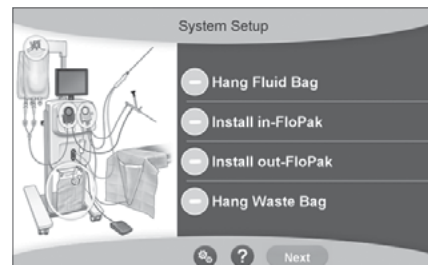 System Setup
Hang Fluid Bag
Install in-FloPak
Install out-FloPak
Hang Waste Bag
?
Next